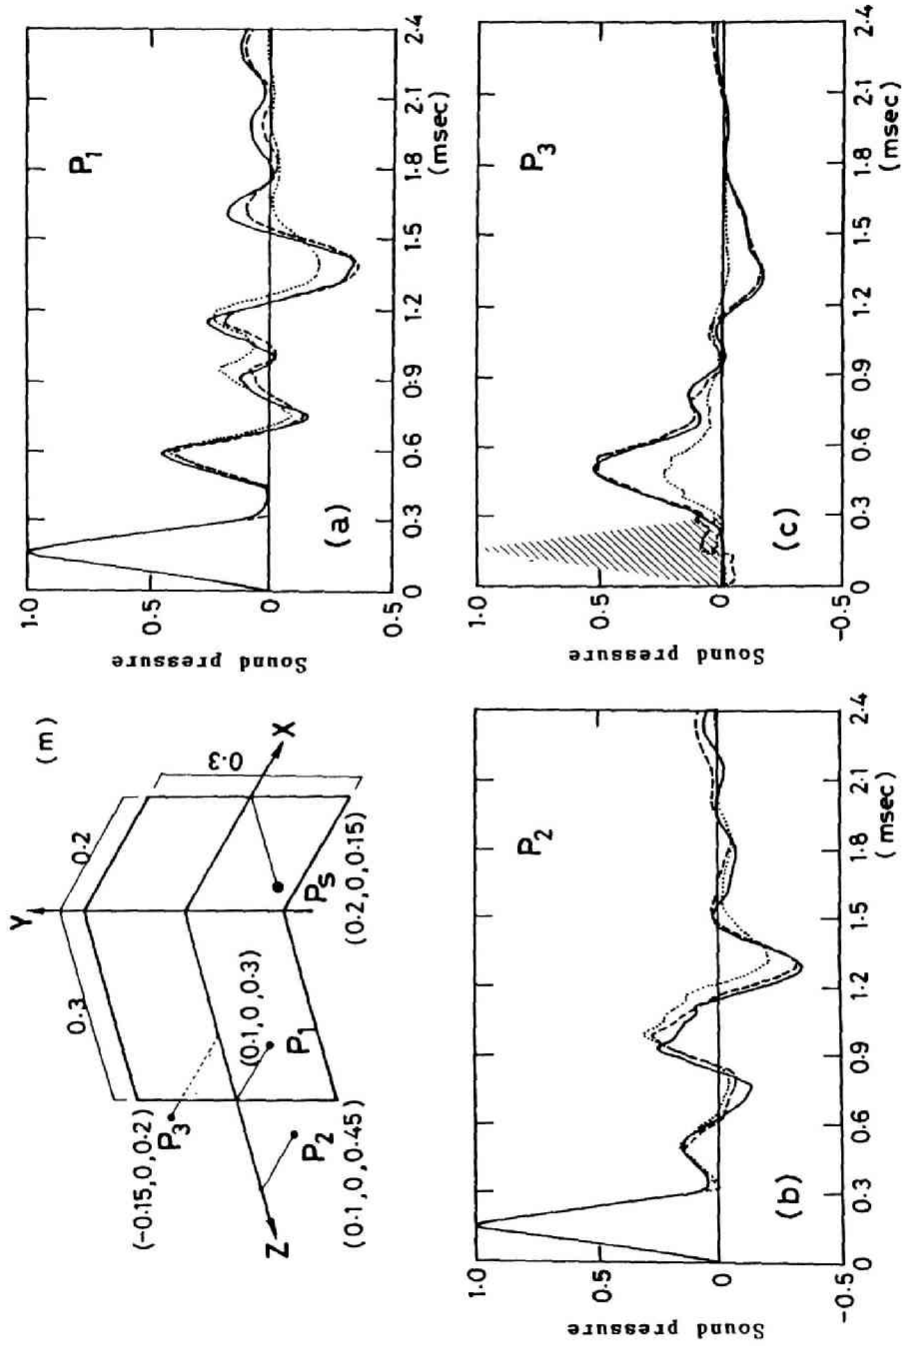 (m)
Y
0·3
0·2
0·3
X
Z
(-0·15,0,0·2)
P3
(0·1,0,0·3)
P1
P2
(0·1,0,0·45)
PS
(0·2,0,0·15)
P1
(a)
1·0
0·5
0
0·5
Sound pressure
0 0·3 0·6 0·9 1·2 1·5 1·8 2·1 2·4
(msec)
P2
(b)
1·0
0·5
0
-0·5
Sound pressure
0 0·3 0·6 0·9 1·2 1·5 1·8 2·1 2·4
(msec)
P3
(c)
1·0
0·5
0
-0·5
Sound pressure
0 0·3 0·6 0·9 1·2 1·5 1·8 2·1 2·4
(msec)